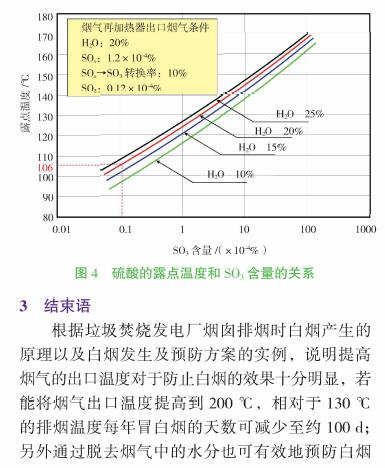 180
170
160
150
140
130
120
110
106
100
90
80
露点温度/℃
烟气再加热器出口烟气条件
H₂O：20%
SOₓ：1.2×10⁻⁴%
SOₓ→SO₃ 转换率：10%
SO₃：0.12×10⁻⁴%
H₂O 25%
H₂O 20%
H₂O 15%
H₂O 10%
0.01 0.1 1 10 100 1000
SO₃ 含量/(×10⁻⁴%)
图 4 硫酸的露点温度和 SO₃ 含量的关系
3 结束语
根据垃圾焚烧发电厂烟囱排烟时白烟产生的
原理以及白烟发生及预防方案的实例，说明提高
烟气的出口温度对于防止白烟的效果十分明显，若
能将烟气出口温度提高到 200 ℃，相对于 130 ℃
的排烟温度每年冒白烟的天数可减少至约 100 d；
另外通过脱去烟气中的水分也可有效地预防白烟